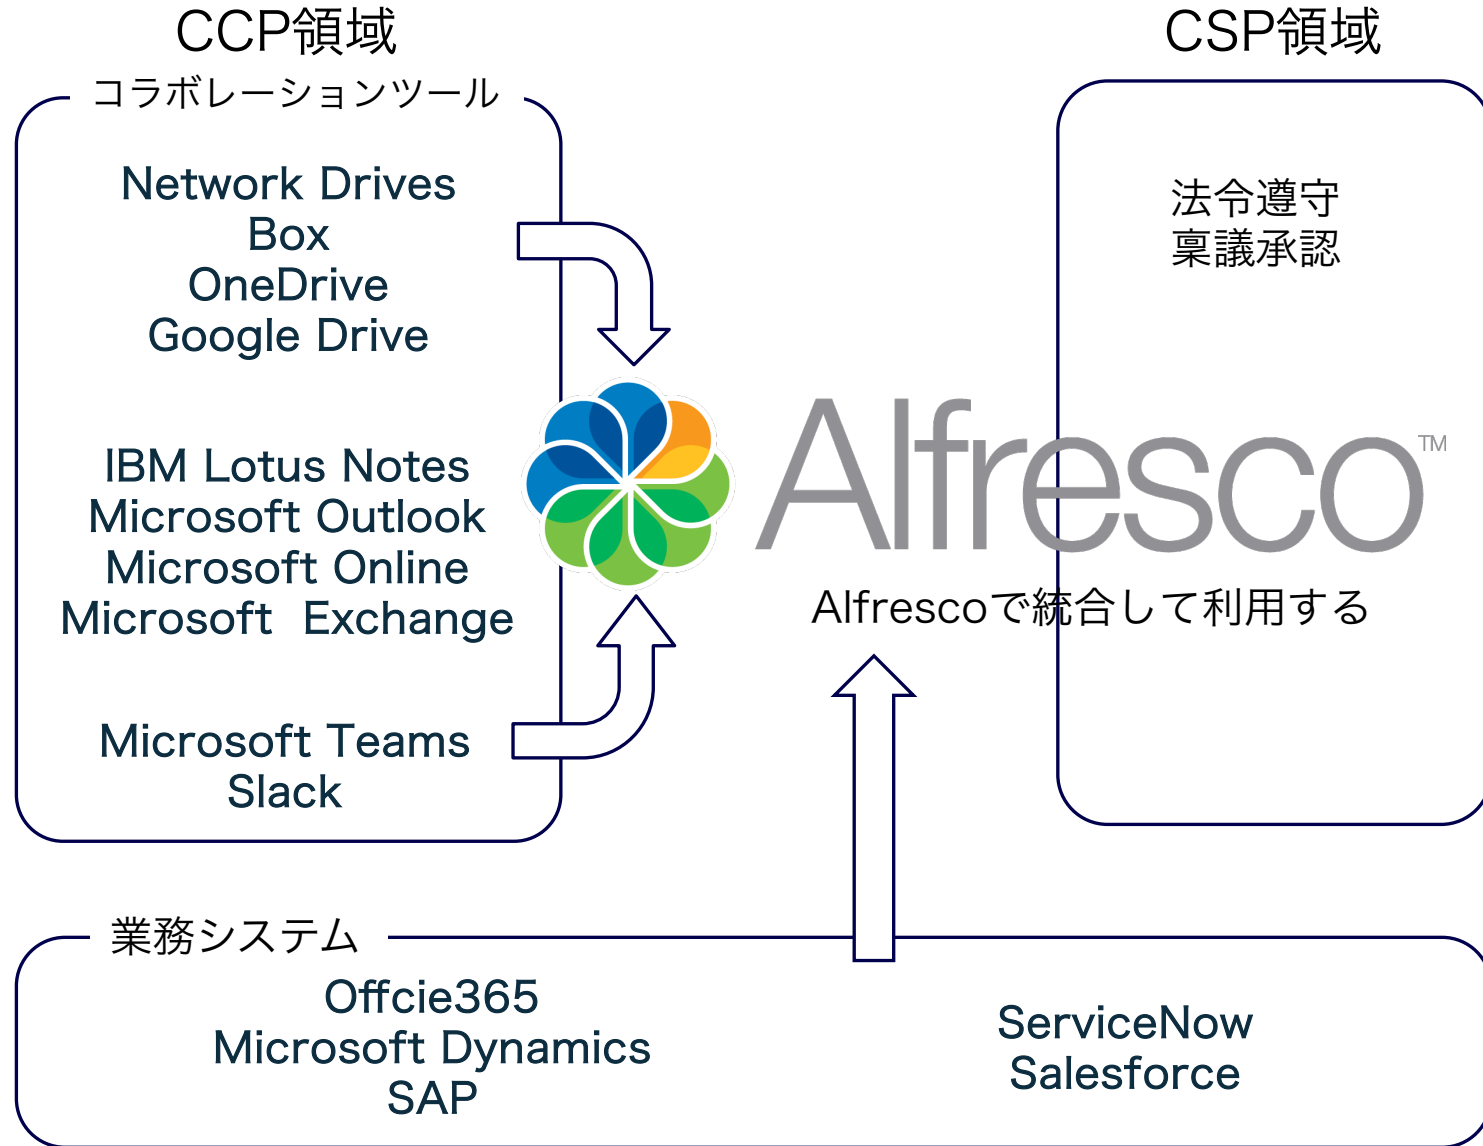 CCP領域
コラボレーションツール
Network Drives
Box
OneDrive
Google Drive
IBM Lotus Notes
Microsoft Outlook
Microsoft Online
Microsoft Exchange
Microsoft Teams
Slack
CSP領域
法令遵守
稟議承認
Alfresco™
Alfrescoで統合して利用する
業務システム
Offcie365
Microsoft Dynamics
SAP
ServiceNow
Salesforce